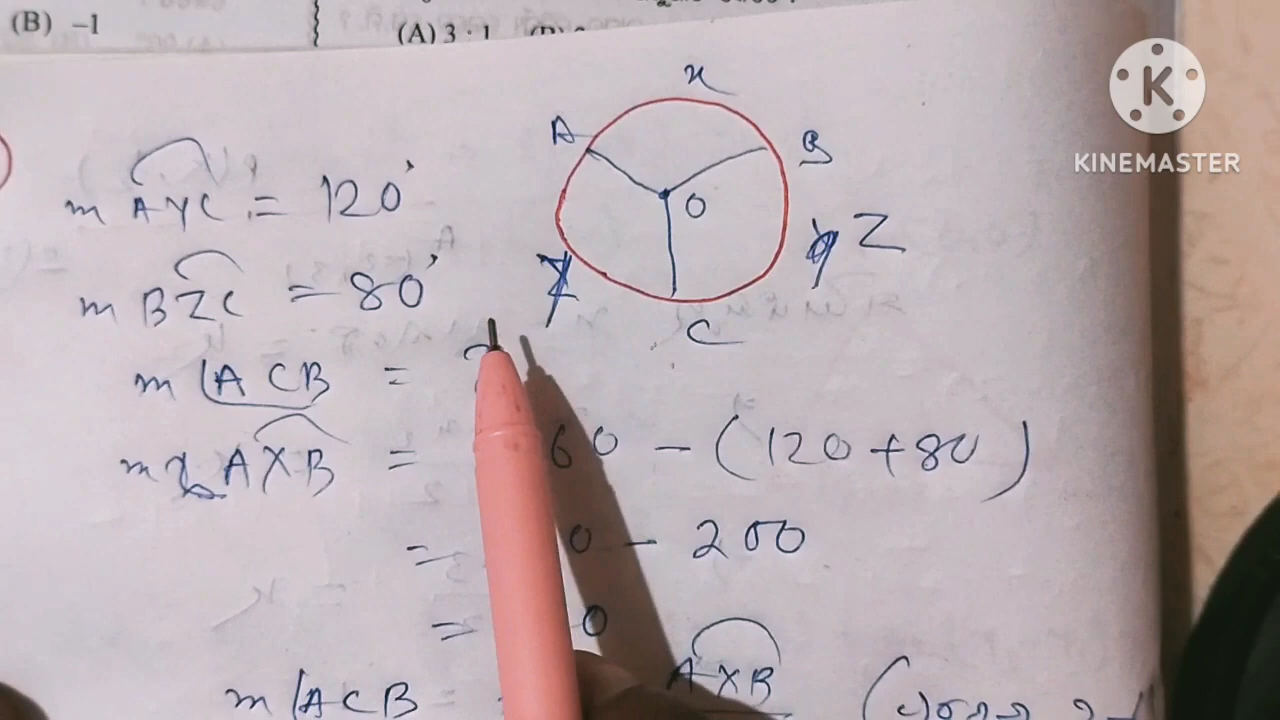 (B) –1
(A) 3 : 1
K
KINEMASTER
x
A
B
O
Z
C
m AYC = 120°
m BZC = 80°
m ∠ACB = ?
m AXB = 60 – (120 + 80)
= 0 – 200
= 0
m ∠ACB = AXB